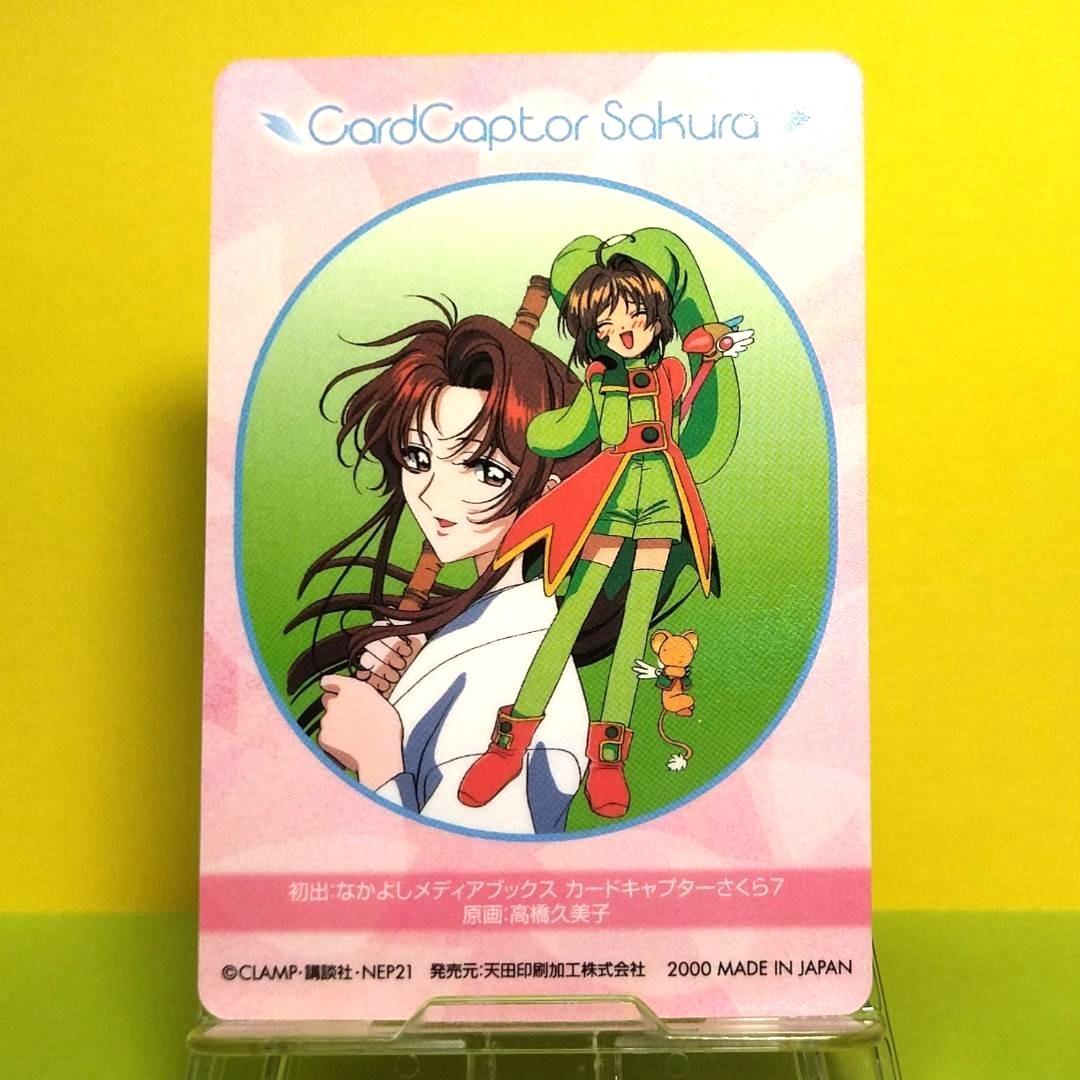 CardCaptor Sakura
初出:なかよしメディアブックス カードキャプターさくら7
原画:高橋久美子
©CLAMP・講談社・NEP21 発売元:天田印刷加工株式会社 2000 MADE IN JAPAN